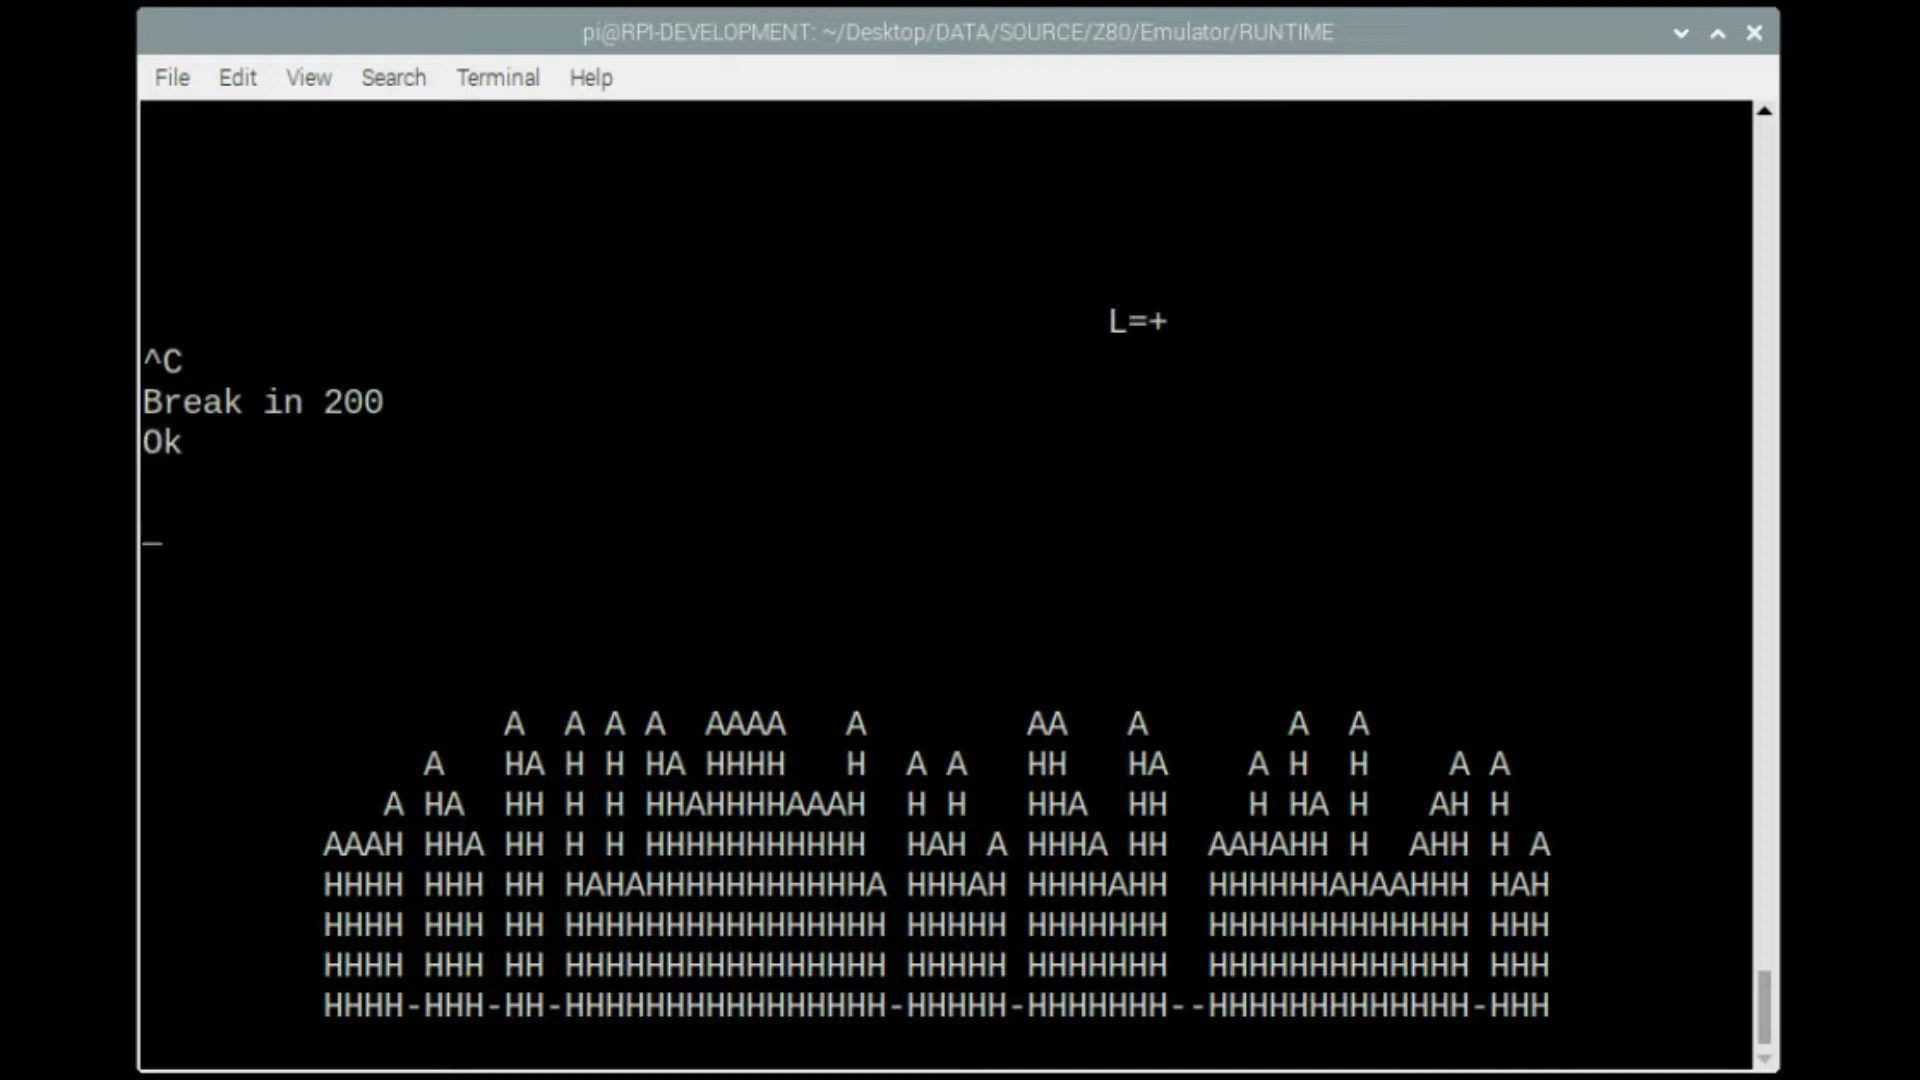 pi@RPI-DEVELOPMENT: ~/Desktop/DATA/SOURCE/Z80/Emulator/RUNTIME
File Edit View Search Terminal Help
L=+
^C
Break in 200
Ok
_
         A  A A A  AAAA   A        AA   A       A  A
     A   HA H H HA HHHH   H  A A   HH   HA    A H  H    A A
   A HA  HH H H HHAHHHHAAAH  H H   HHA  HH    H HA H   AH H
AAAH HHA HH H H HHHHHHHHHHH  HAH A HHHA HH  AAHAHH H  AHH H A
HHHH HHH HH HAHAHHHHHHHHHHHA HHHAH HHHHAHH  HHHHHHAHAAHHH HAH
HHHH HHH HH HHHHHHHHHHHHHHHH HHHHH HHHHHHH  HHHHHHHHHHHHH HHH
HHHH HHH HH HHHHHHHHHHHHHHHH HHHHH HHHHHHH  HHHHHHHHHHHHH HHH
HHHH-HHH-HH-HHHHHHHHHHHHHHHH-HHHHH-HHHHHHH--HHHHHHHHHHHHH-HHH